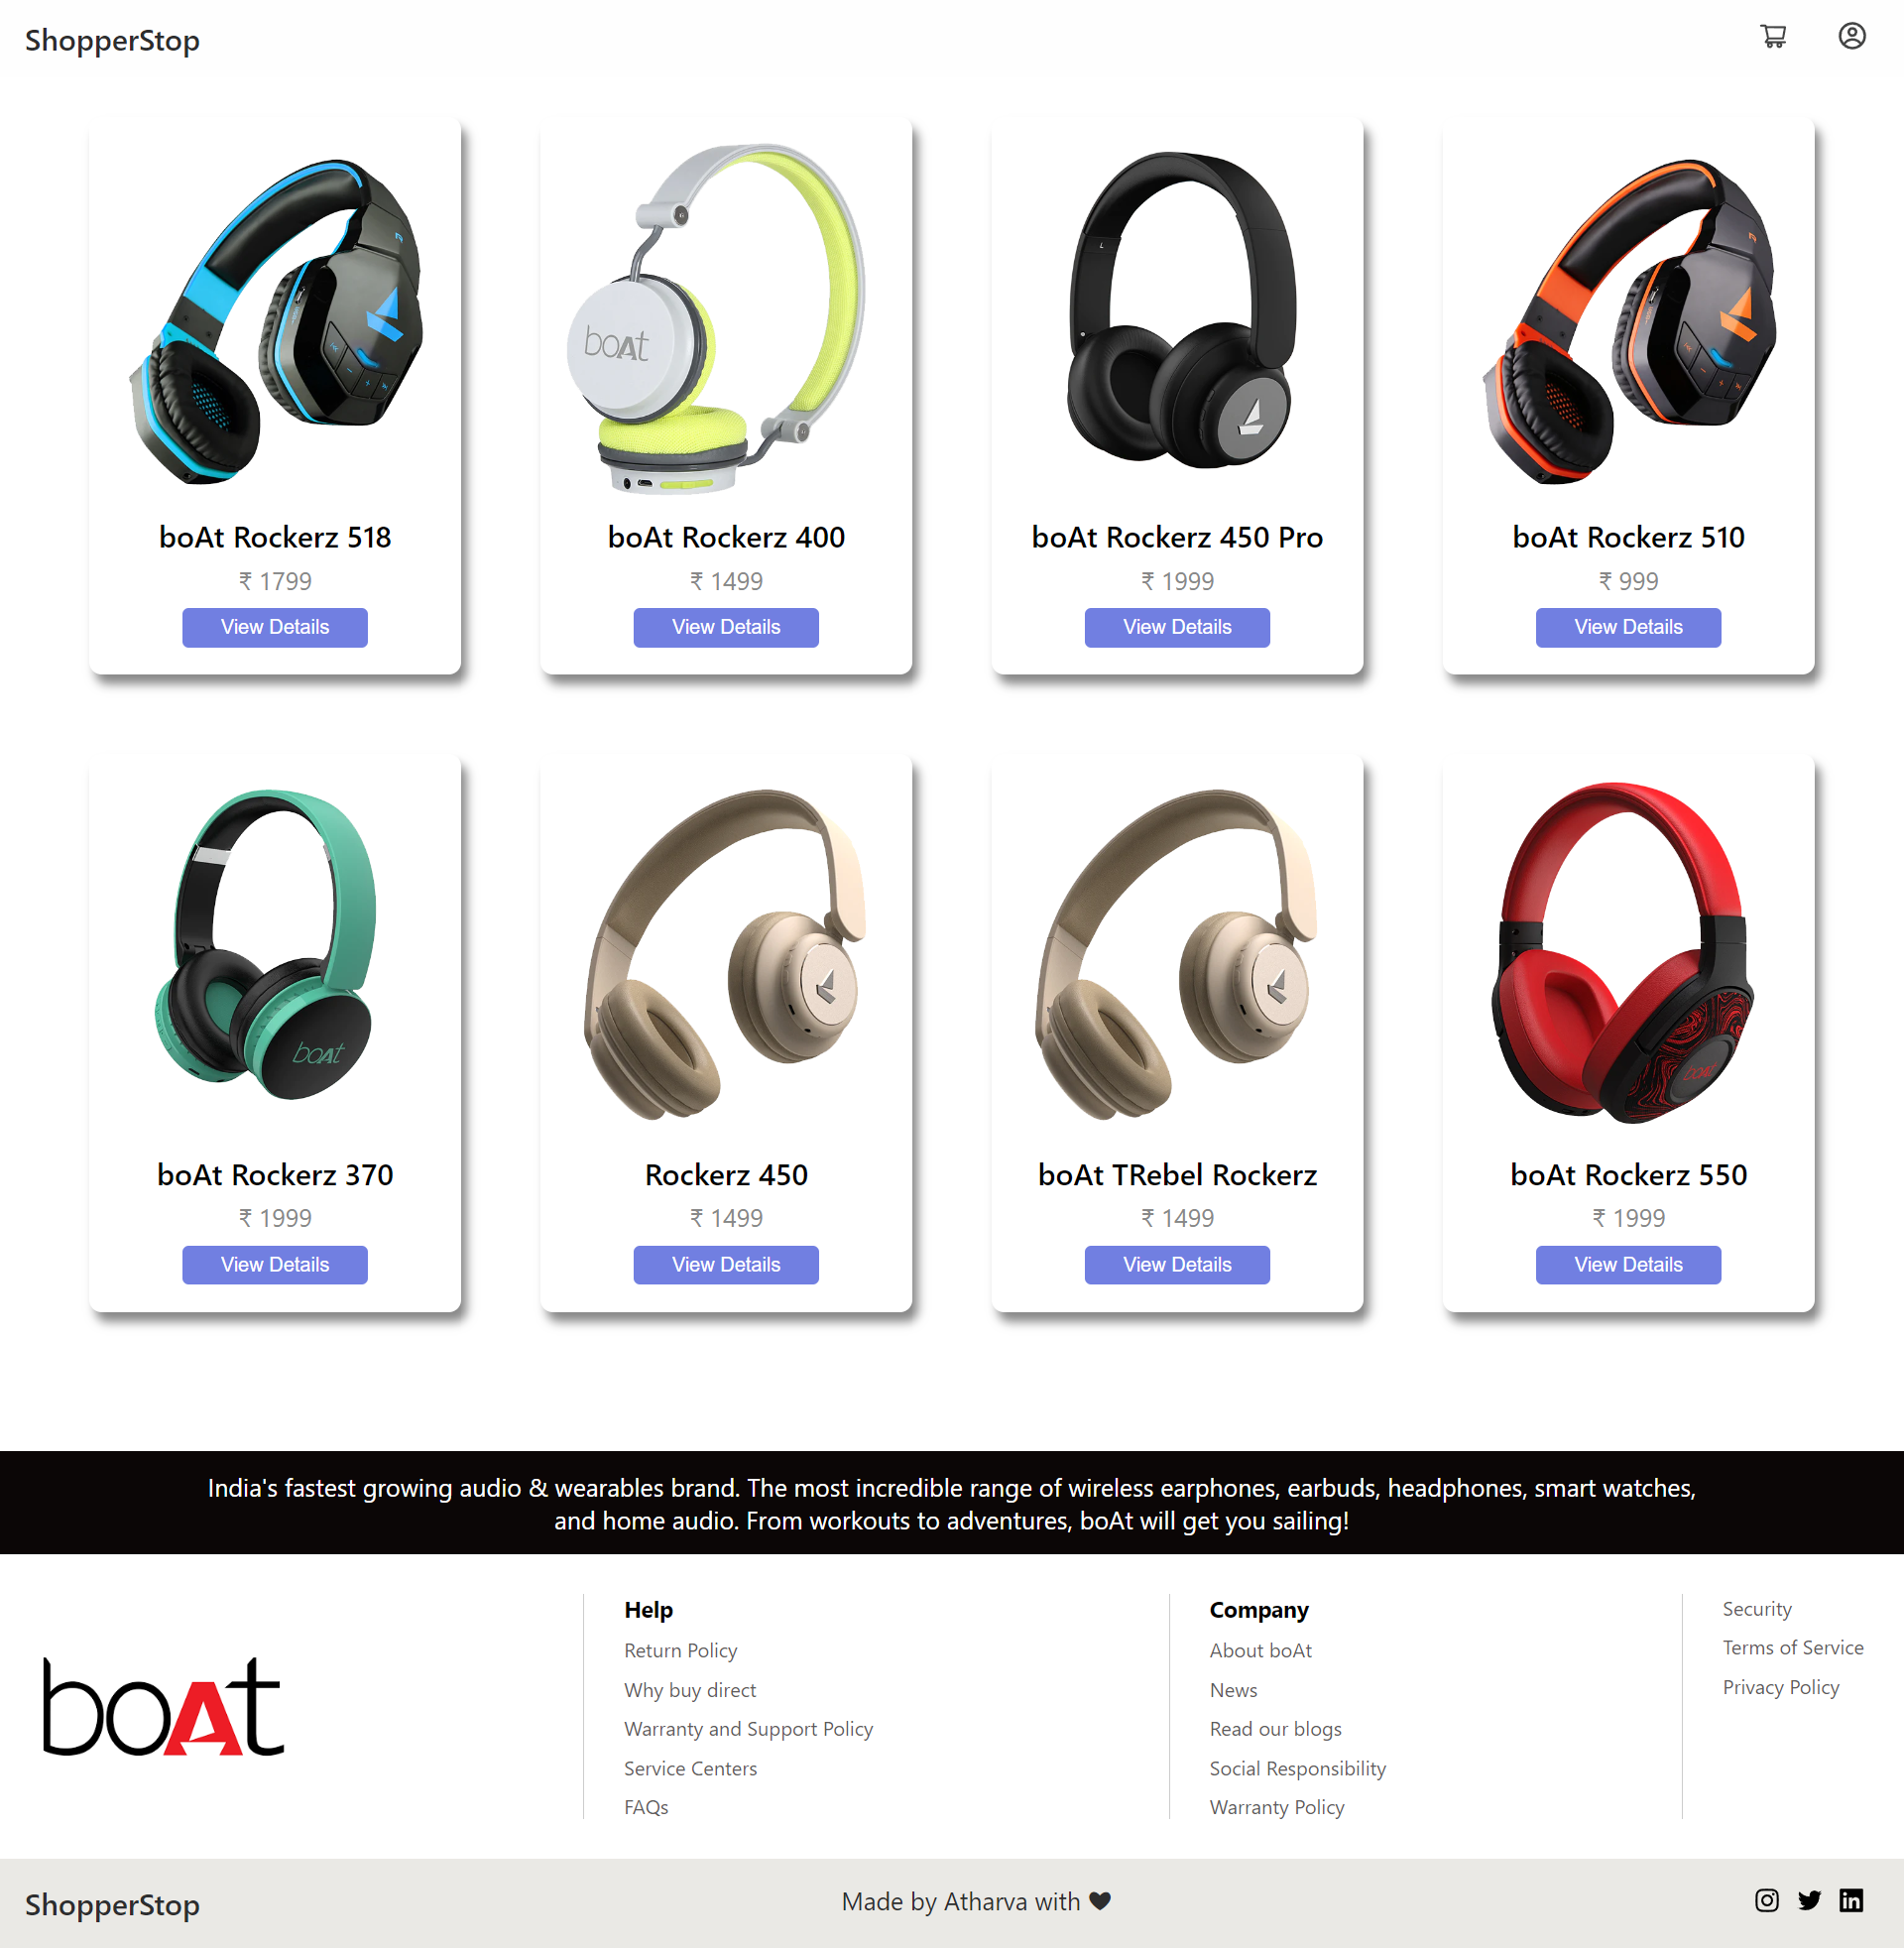 ShopperStop
boAt
boAt Rockerz 518
₹ 1799
View Details
boAt Rockerz 400
₹ 1499
View Details
L
boAt Rockerz 450 Pro
₹ 1999
View Details
boAt Rockerz 510
₹ 999
View Details
boAt
boAt Rockerz 370
₹ 1999
View Details
Rockerz 450
₹ 1499
View Details
boAt TRebel Rockerz
₹ 1499
View Details
boAt
boAt Rockerz 550
₹ 1999
View Details
India's fastest growing audio & wearables brand. The most incredible range of wireless earphones, earbuds, headphones, smart watches,
and home audio. From workouts to adventures, boAt will get you sailing!
boAt
Help
Return Policy
Why buy direct
Warranty and Support Policy
Service Centers
FAQs
Company
About boAt
News
Read our blogs
Social Responsibility
Warranty Policy
Security
Terms of Service
Privacy Policy
ShopperStop
Made by Atharva with 🖤